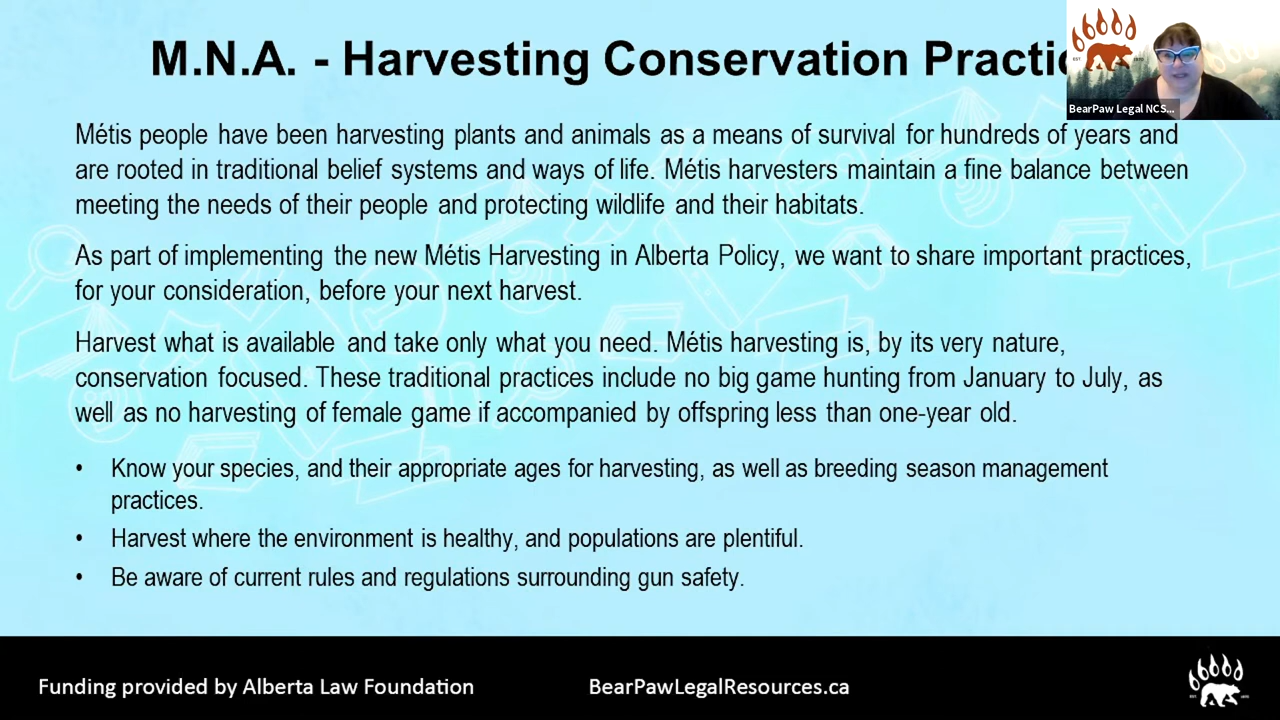 M.N.A. - Harvesting Conservation Practic
BearPaw Legal NCS...
Métis people have been harvesting plants and animals as a means of survival for hundreds of years and
are rooted in traditional belief systems and ways of life. Métis harvesters maintain a fine balance between
meeting the needs of their people and protecting wildlife and their habitats.
As part of implementing the new Métis Harvesting in Alberta Policy, we want to share important practices,
for your consideration, before your next harvest.
Harvest what is available and take only what you need. Métis harvesting is, by its very nature,
conservation focused. These traditional practices include no big game hunting from January to July, as
well as no harvesting of female game if accompanied by offspring less than one-year old.
• Know your species, and their appropriate ages for harvesting, as well as breeding season management
practices.
• Harvest where the environment is healthy, and populations are plentiful.
• Be aware of current rules and regulations surrounding gun safety.
Funding provided by Alberta Law Foundation
BearPawLegalResources.ca